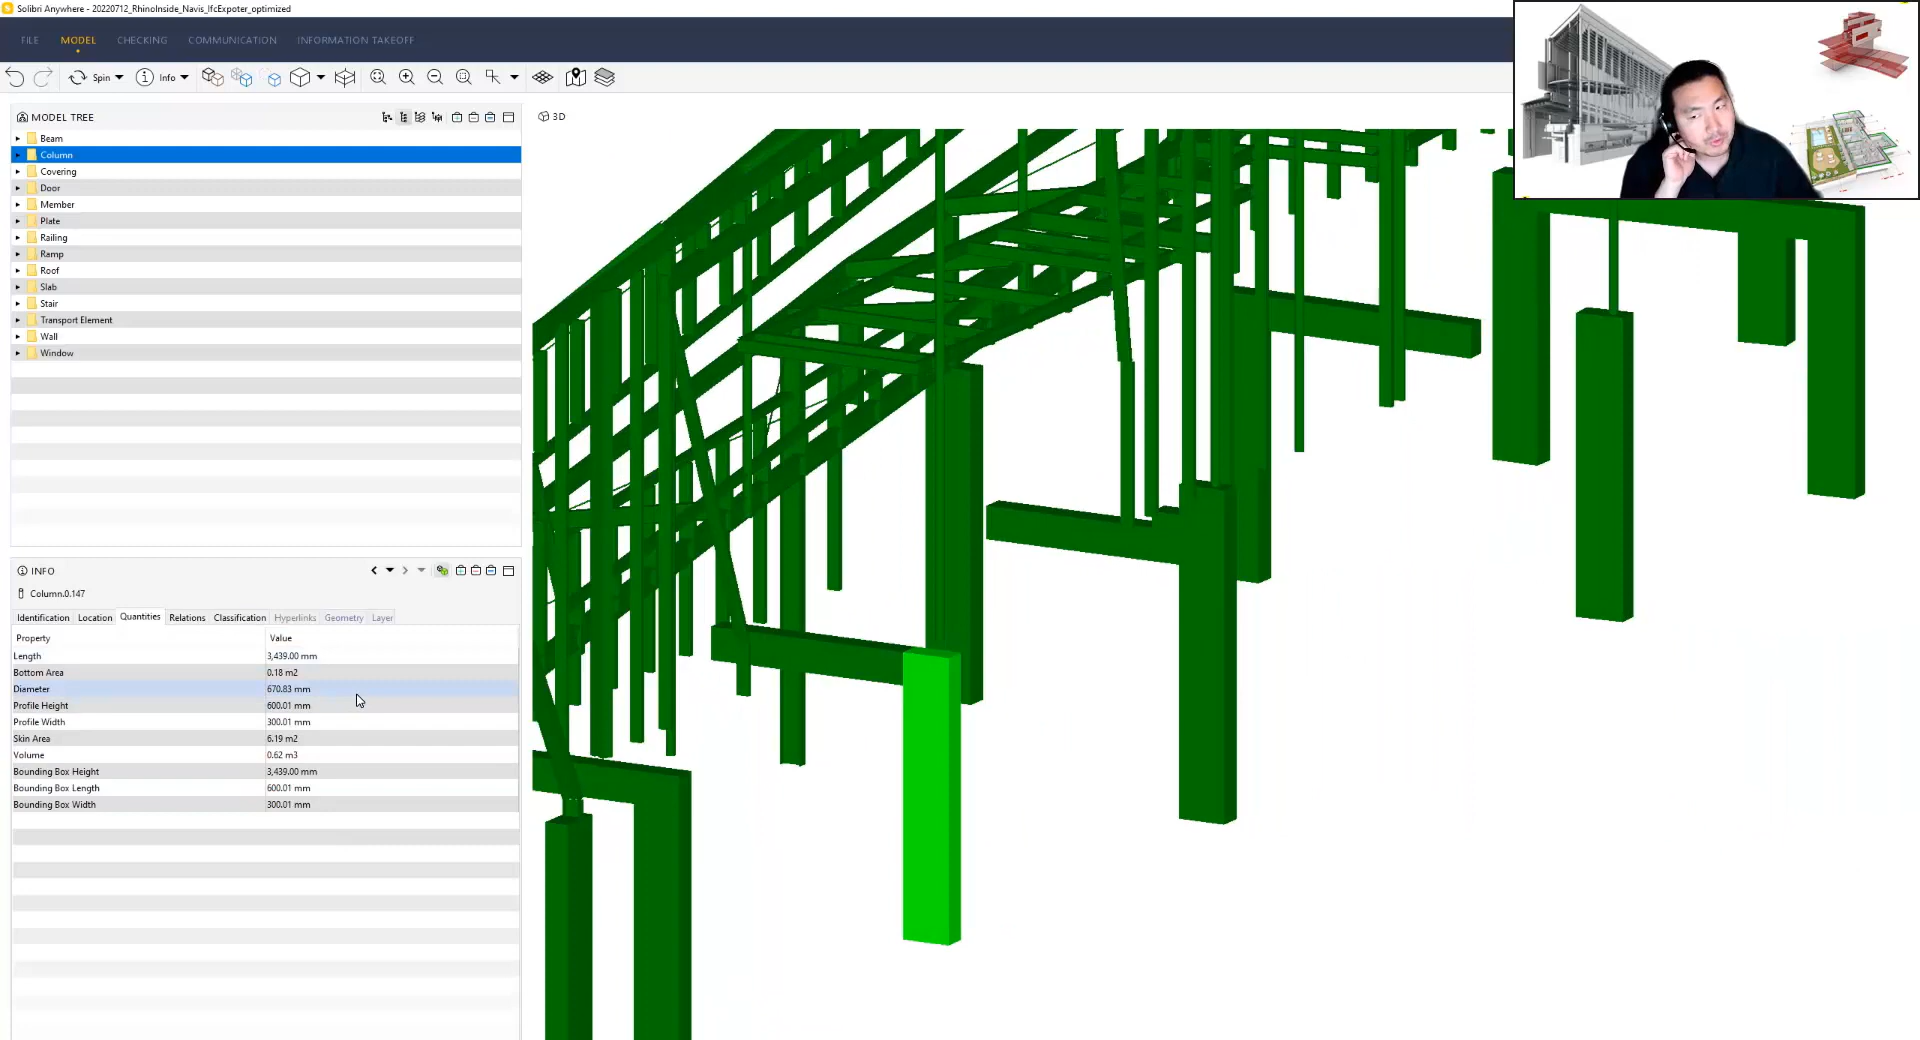 Solibri Anywhere - 20220712_RhinoInside_Navis_IfcExpoter_optimized
FILE MODEL CHECKING COMMUNICATION INFORMATION TAKEOFF
Spin Info
MODEL TREE
3D
Beam
Column
Covering
Door
Member
Plate
Railing
Ramp
Roof
Slab
Stair
Transport Element
Wall
Window
INFO
Column.0.147
Identification Location Quantities Relations Classification Hyperlinks Geometry Layer
Property Value
Length 3,439.00 mm
Bottom Area 0.18 m2
Diameter 670.83 mm
Profile Height 600.01 mm
Profile Width 300.01 mm
Skin Area 6.19 m2
Volume 0.62 m3
Bounding Box Height 3,439.00 mm
Bounding Box Length 600.01 mm
Bounding Box Width 300.01 mm